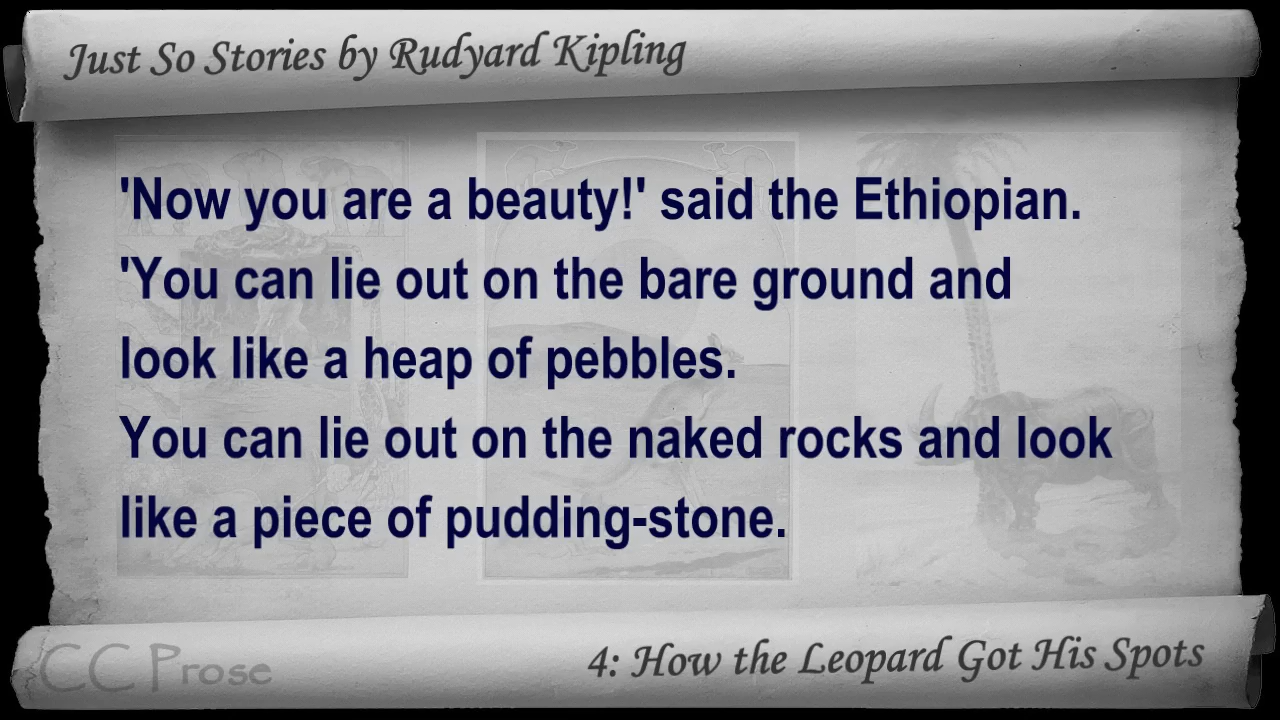 Just So Stories by Rudyard Kipling
'Now you are a beauty!' said the Ethiopian.
'You can lie out on the bare ground and
look like a heap of pebbles.
You can lie out on the naked rocks and look
like a piece of pudding-stone.
CC Prose
4: How the Leopard Got His Spots